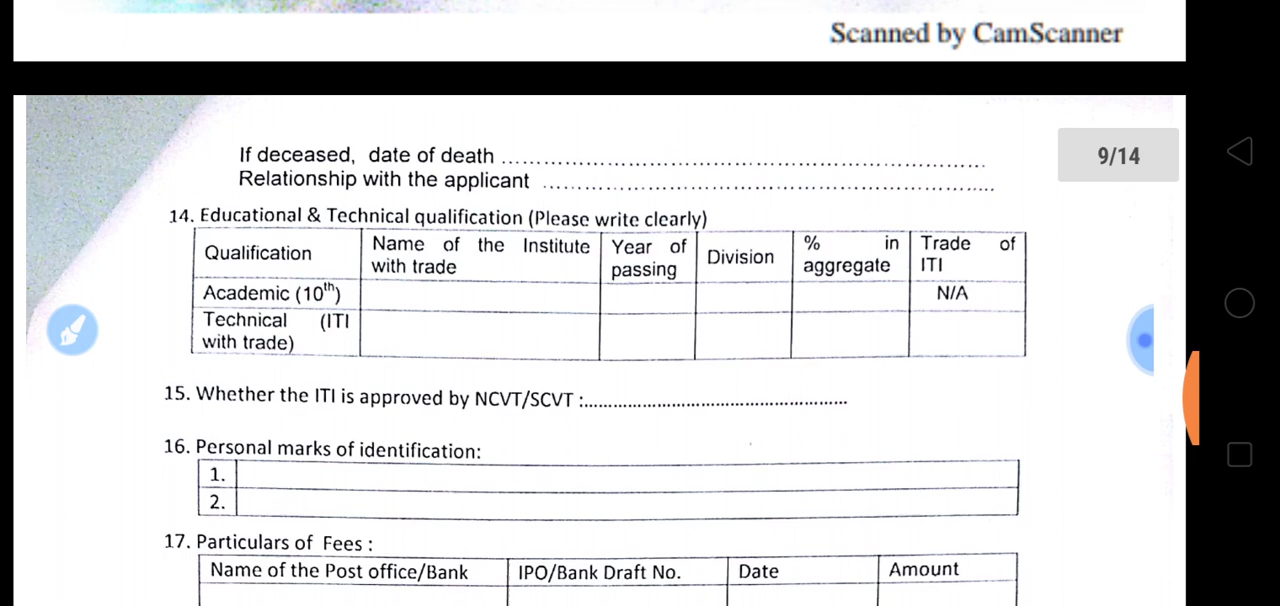 Scanned by CamScanner
9/14
If deceased, date of death ................................................................................
Relationship with the applicant ...........................................................................
14. Educational & Technical qualification (Please write clearly)
Qualification Name of the Institute with trade Year of passing Division % in aggregate Trade of ITI
Academic (10th) N/A
Technical (ITI with trade)
15. Whether the ITI is approved by NCVT/SCVT :......................................................
16. Personal marks of identification:
1.
2.
17. Particulars of Fees :
Name of the Post office/Bank IPO/Bank Draft No. Date Amount